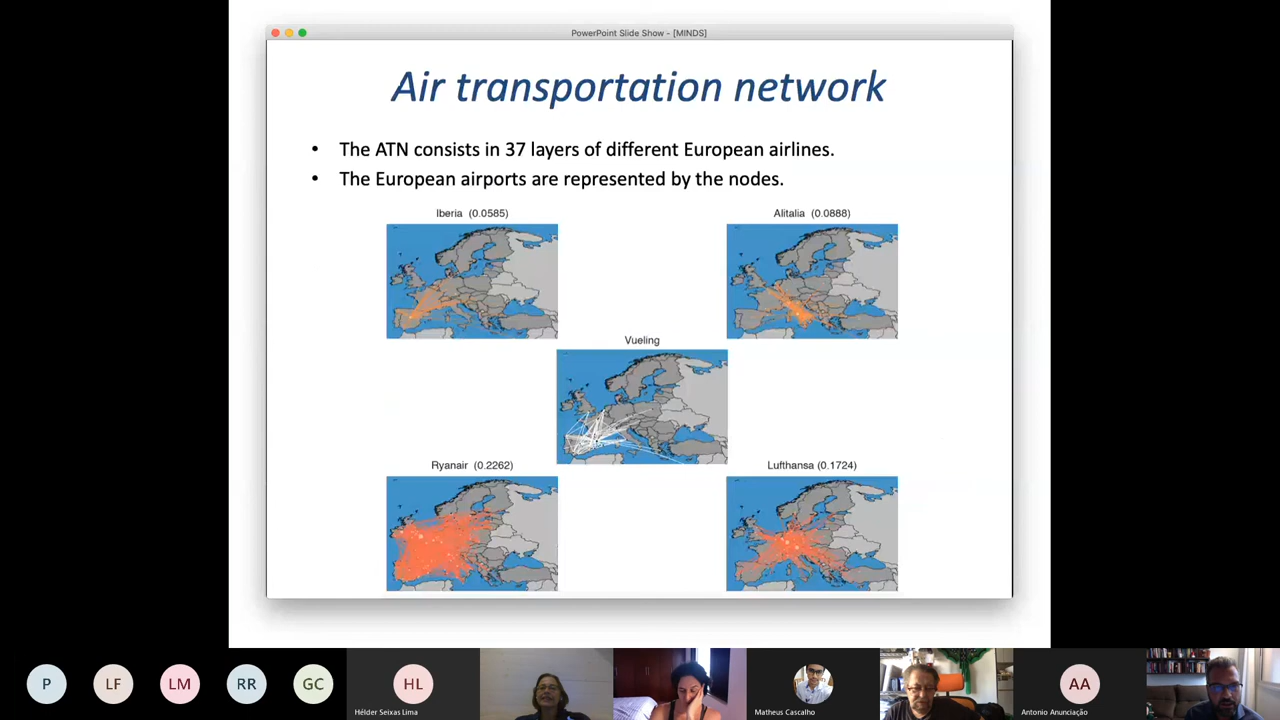 PowerPoint Slide Show - [MINDS]
Air transportation network
• The ATN consists in 37 layers of different European airlines.
• The European airports are represented by the nodes.
Iberia (0.0585)
Alitalia (0.0888)
Vueling
Ryanair (0.2262)
Lufthansa (0.1724)
P
LF
LM
RR
GC
HL
Hélder Seixas Lima
Matheus Cascalho
AA
Antonio Anunciação